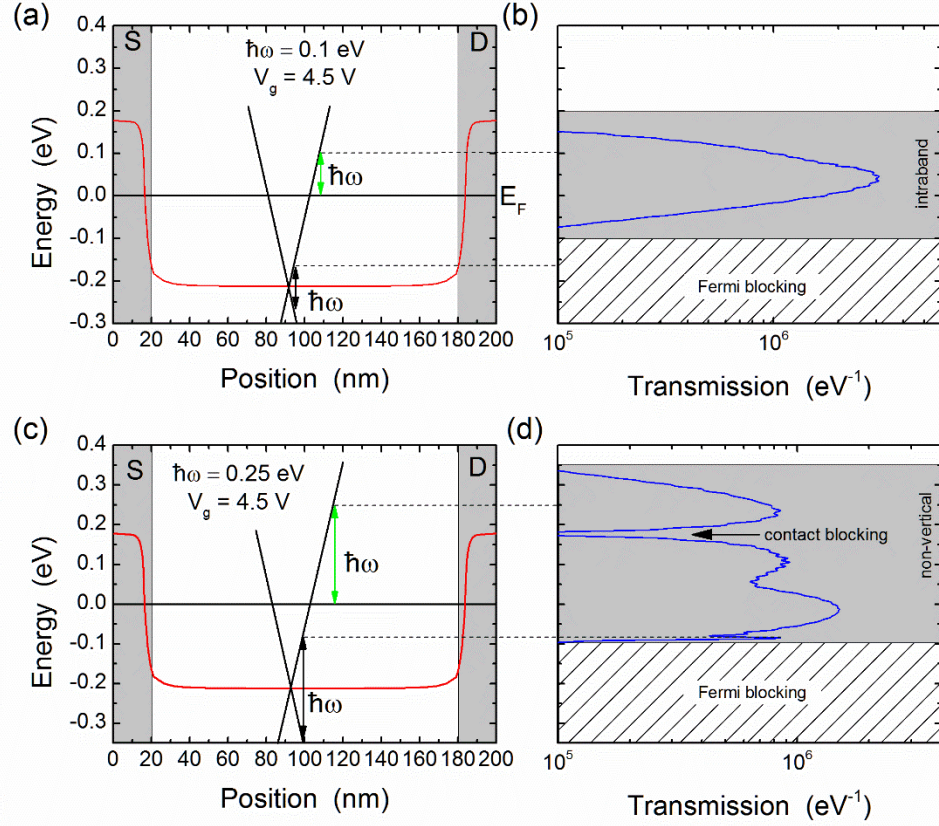 (a)
S
D
ħω = 0.1 eV
V_g = 4.5 V
ħω
ħω
E_F
0.4
0.3
0.2
0.1
0.0
-0.1
-0.2
-0.3
Energy (eV)
0 20 40 60 80 100 120 140 160 180 200
Position (nm)
(b)
intraband
Fermi blocking
10^5 10^6
Transmission (eV^-1)
(c)
S
D
ħω = 0.25 eV
V_g = 4.5 V
ħω
ħω
0.4
0.3
0.2
0.1
0.0
-0.1
-0.2
-0.3
Energy (eV)
0 20 40 60 80 100 120 140 160 180 200
Position (nm)
(d)
non-vertical
contact blocking
Fermi blocking
10^5 10^6
Transmission (eV^-1)